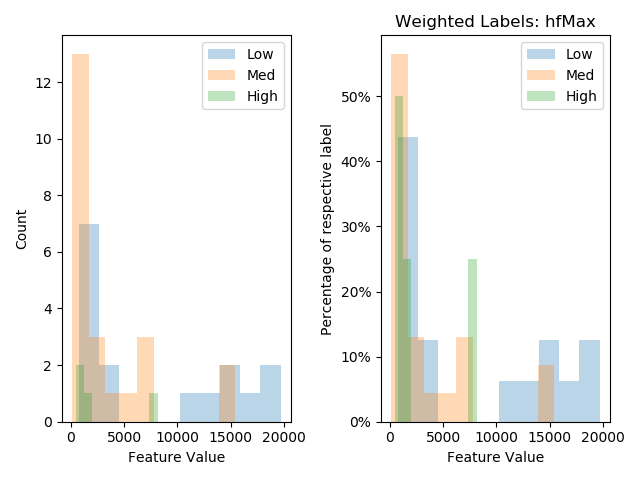 Weighted Labels: hfMax
Low
Med
High
12
10
8
6
4
2
0
Count
0
5000
10000
15000
20000
Feature Value
Low
Med
High
50%
40%
30%
20%
10%
0%
Percentage of respective label
0
5000
10000
15000
20000
Feature Value